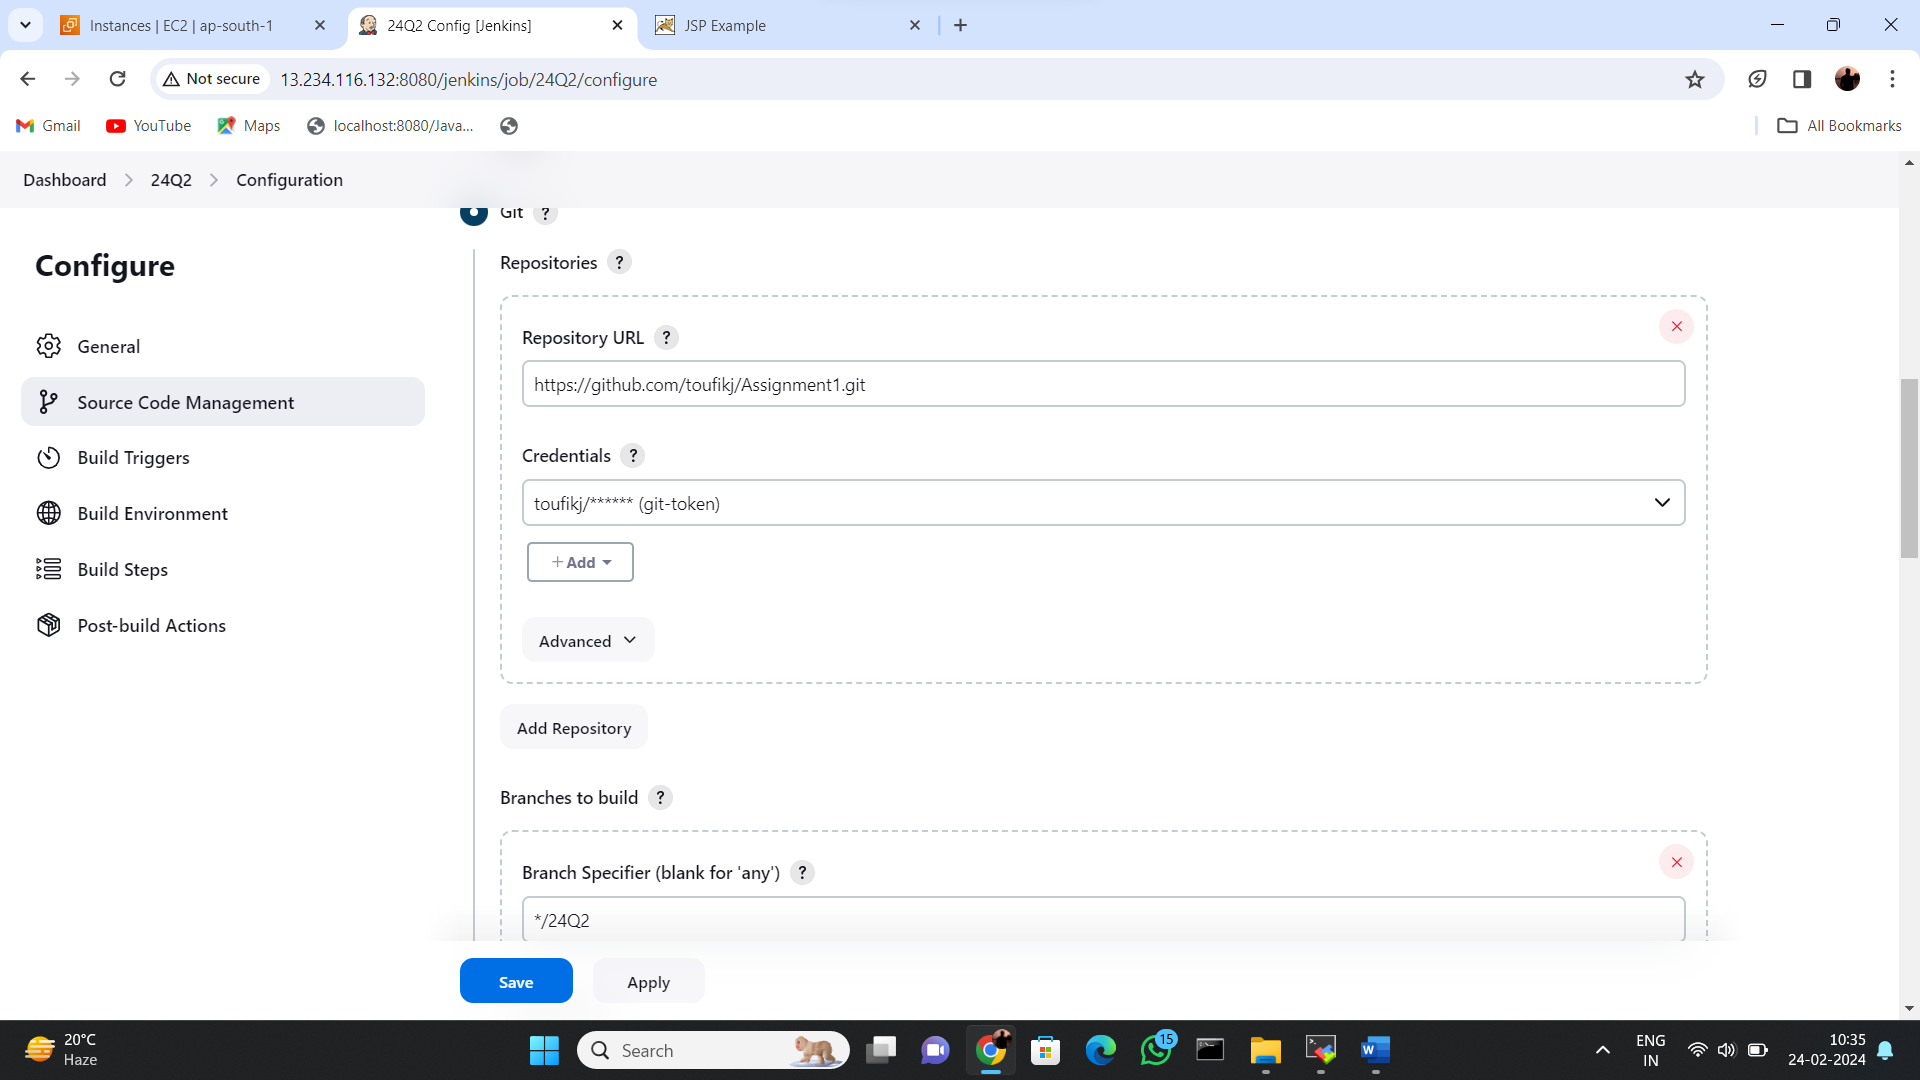 Instances | EC2 | ap-south-1
24Q2 Config [Jenkins]
JSP Example
Not secure
13.234.116.132:8080/jenkins/job/24Q2/configure
Gmail
YouTube
Maps
localhost:8080/Java...
All Bookmarks
Dashboard
24Q2
Configuration
Git ?
Configure
General
Source Code Management
Build Triggers
Build Environment
Build Steps
Post-build Actions
Repositories ?
Repository URL ?
https://github.com/toufikj/Assignment1.git
Credentials ?
toufikj/****** (git-token)
+ Add
Advanced
Add Repository
Branches to build ?
Branch Specifier (blank for 'any') ?
*/24Q2
Save
Apply
20°C
Haze
Search
15
ENG
IN
10:35
24-02-2024